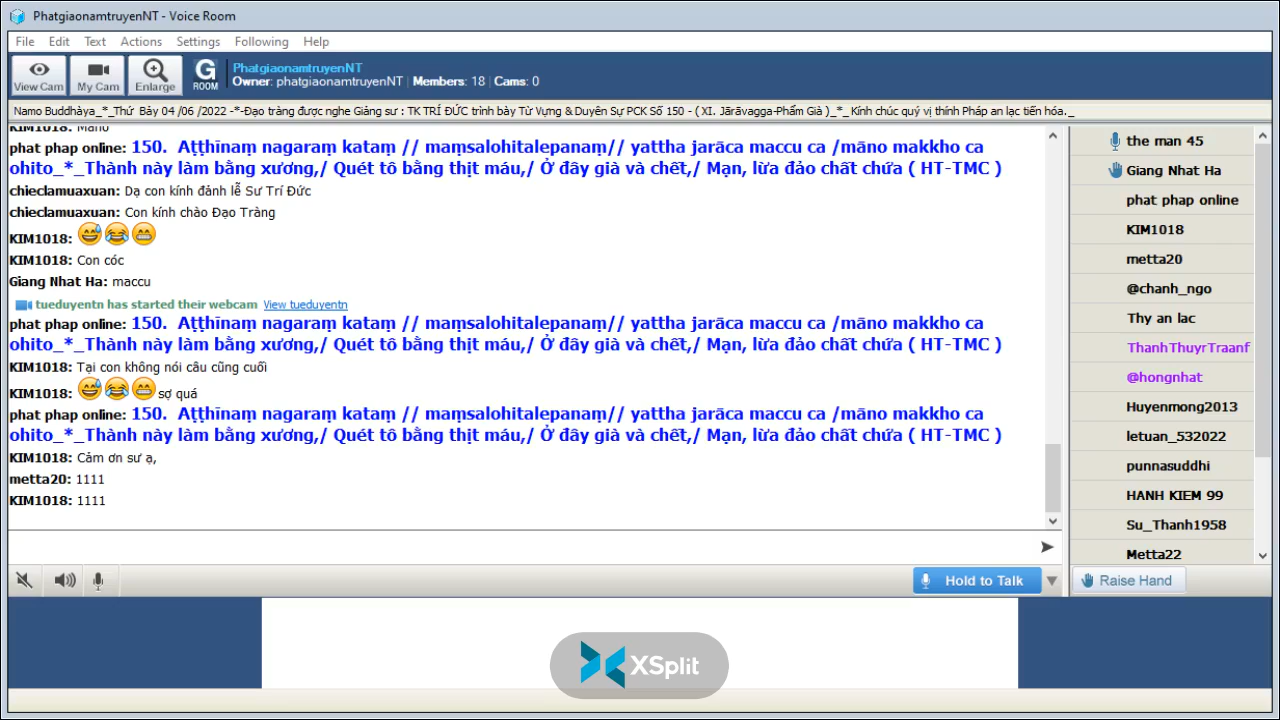 PhatgiaonamtruyenNT - Voice Room
File Edit Text Actions Settings Following Help
View Cam My Cam Enlarge G ROOM
PhatgiaonamtruyenNT
Owner: phatgiaonamtruyenNT | Members: 18 | Cams: 0
Namo Buddhàya_*_Thứ Bảy 04 /06 /2022 -*-Đạo tràng được nghe Giảng sư : TK TRÍ ĐỨC trình bày Từ Vựng & Duyên Sự PCK Số 150 - ( XI. Jārāvagga-Phẩm Già )_*_ Kính chúc quý vị thính Pháp an lạc tiến hóa._
KIM1018: Mano
phat phap online: 150. Aṭṭhīnaṃ nagaraṃ kataṃ // maṃsalohitalepanaṃ// yattha jarāca maccu ca /māno makkho ca
ohito_*_Thành này làm bằng xương,/ Quét tô bằng thịt máu,/ Ở đây già và chết,/ Mạn, lừa đảo chất chứa ( HT-TMC )
chieclamuaxuan: Dạ con kính đảnh lễ Sư Trí Đức
chieclamuaxuan: Con kính chào Đạo Tràng
KIM1018:
KIM1018: Con cóc
Giang Nhat Ha: maccu
tueduyentn has started their webcam View tueduyentn
phat phap online: 150. Aṭṭhīnaṃ nagaraṃ kataṃ // maṃsalohitalepanaṃ// yattha jarāca maccu ca /māno makkho ca
ohito_*_Thành này làm bằng xương,/ Quét tô bằng thịt máu,/ Ở đây già và chết,/ Mạn, lừa đảo chất chứa ( HT-TMC )
KIM1018: Tại con không nói câu cũng cuối
KIM1018: sợ quá
phat phap online: 150. Aṭṭhīnaṃ nagaraṃ kataṃ // maṃsalohitalepanaṃ// yattha jarāca maccu ca /māno makkho ca
ohito_*_Thành này làm bằng xương,/ Quét tô bằng thịt máu,/ Ở đây già và chết,/ Mạn, lừa đảo chất chứa ( HT-TMC )
KIM1018: Căm ơn sư ạ,
metta20: 1111
KIM1018: 1111
the man 45
Giang Nhat Ha
phat phap online
KIM1018
metta20
@chanh_ngo
Thy an lac
ThanhThuyrTraanf
@hongnhat
Huyenmong2013
letuan_532022
punnasuddhi
HANH KIEM 99
Su_Thanh1958
Metta22
Hold to Talk
Raise Hand
XSplit